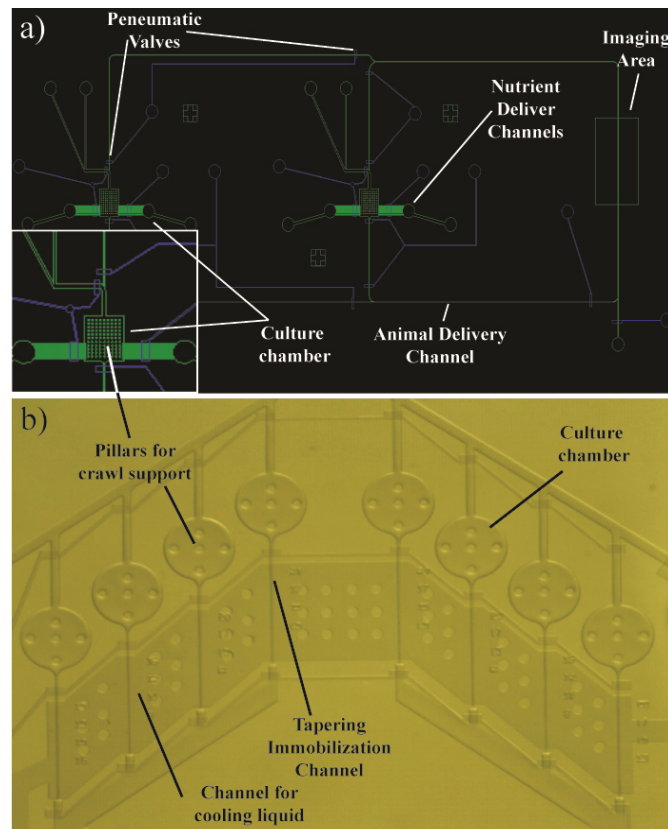 a)
Peneumatic
Valves
Imaging
Area
Nutrient
Deliver
Channels
Culture
chamber
Animal Delivery
Channel
b)
Pillars for
crawl support
Culture
chamber
Tapering
Immobilization
Channel
Channel for
cooling liquid